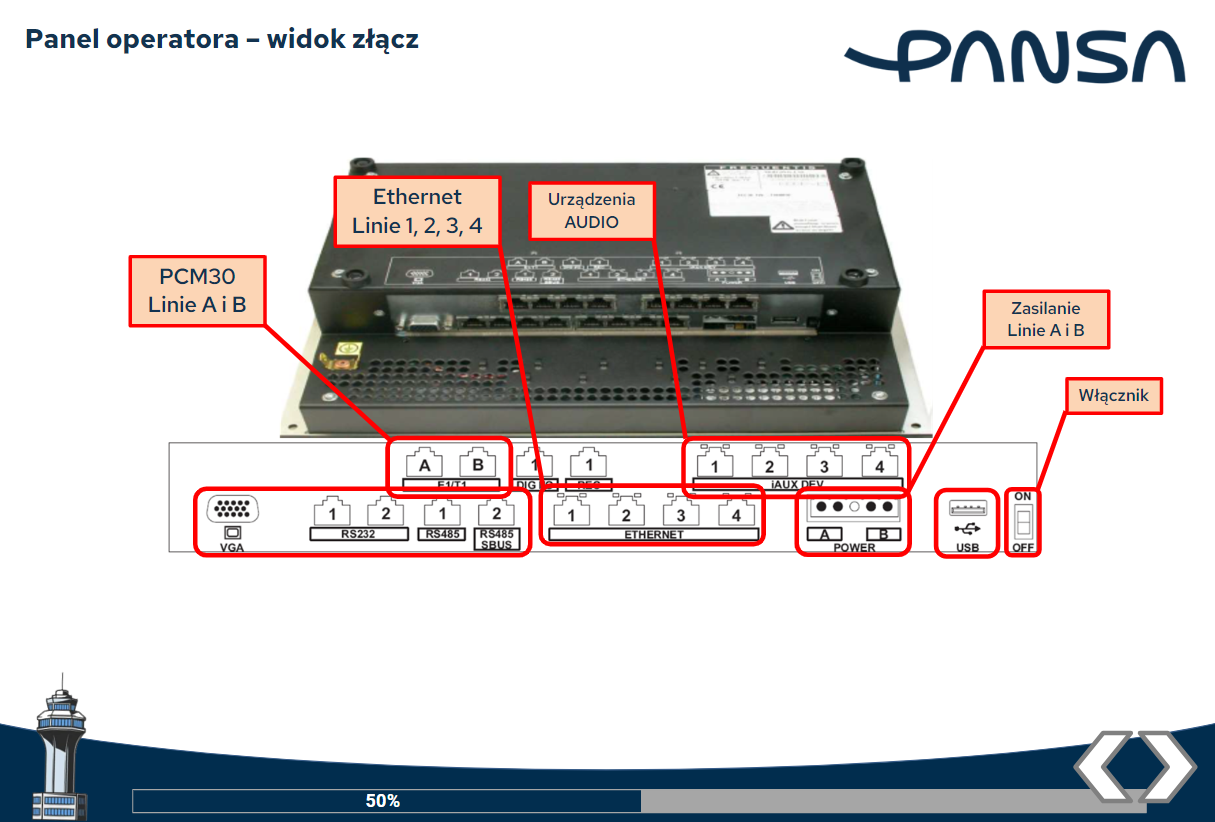 Panel operatora – widok złącz
PANSA
FREQUENTIS
Ethernet
Linie 1, 2, 3, 4
Urządzenia
AUDIO
PCM30
Linie A i B
Zasilanie
Linie A i B
Włącznik
A B 1 1 1 2 3 4
E1/T1 REC iAUX DEV
1 2 1 2 1 2 3 4 ON
VGA RS232 RS485 RS485
SBUS ETHERNET A B
POWER USB OFF
50%